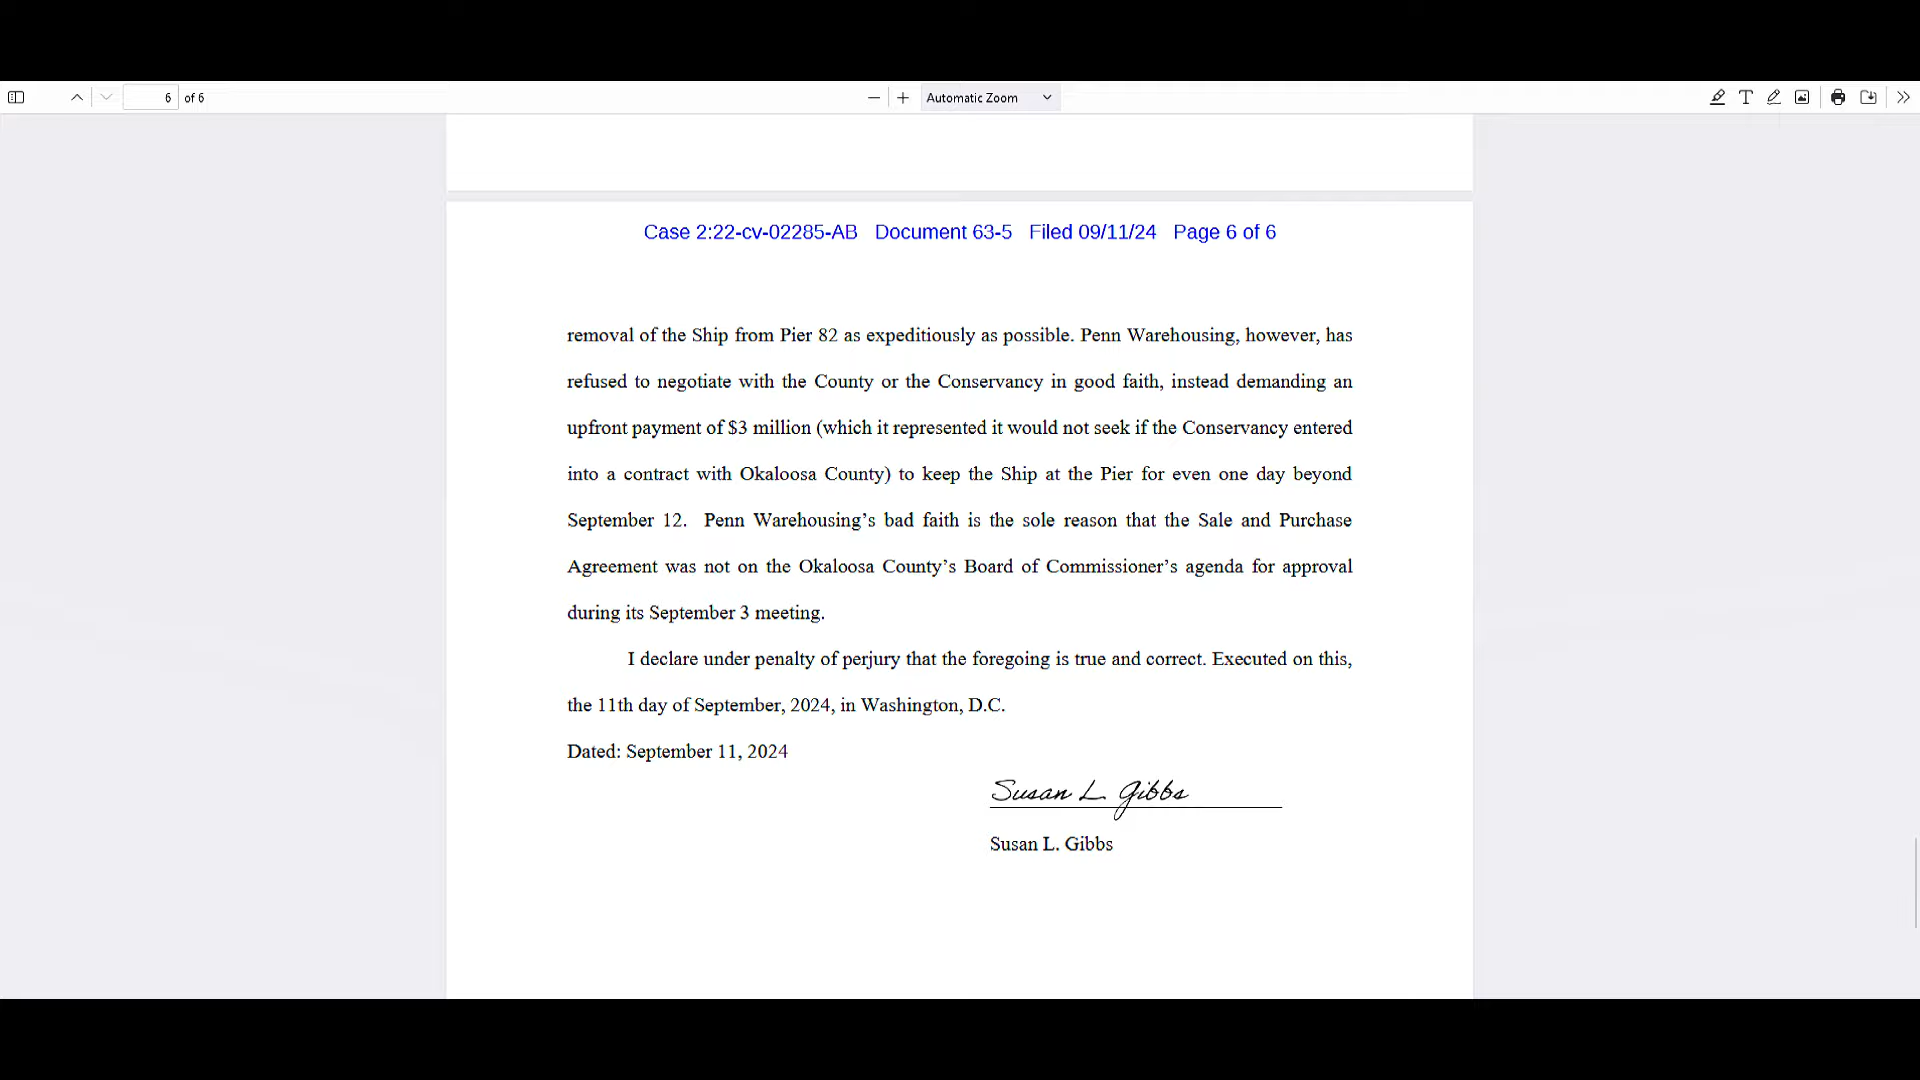 6 of 6
Automatic Zoom
Case 2:22-cv-02285-AB Document 63-5 Filed 09/11/24 Page 6 of 6
removal of the Ship from Pier 82 as expeditiously as possible. Penn Warehousing, however, has
refused to negotiate with the County or the Conservancy in good faith, instead demanding an
upfront payment of $3 million (which it represented it would not seek if the Conservancy entered
into a contract with Okaloosa County) to keep the Ship at the Pier for even one day beyond
September 12. Penn Warehousing’s bad faith is the sole reason that the Sale and Purchase
Agreement was not on the Okaloosa County’s Board of Commissioner’s agenda for approval
during its September 3 meeting.
I declare under penalty of perjury that the foregoing is true and correct. Executed on this,
the 11th day of September, 2024, in Washington, D.C.
Dated: September 11, 2024
Susan L. Gibbs
Susan L. Gibbs